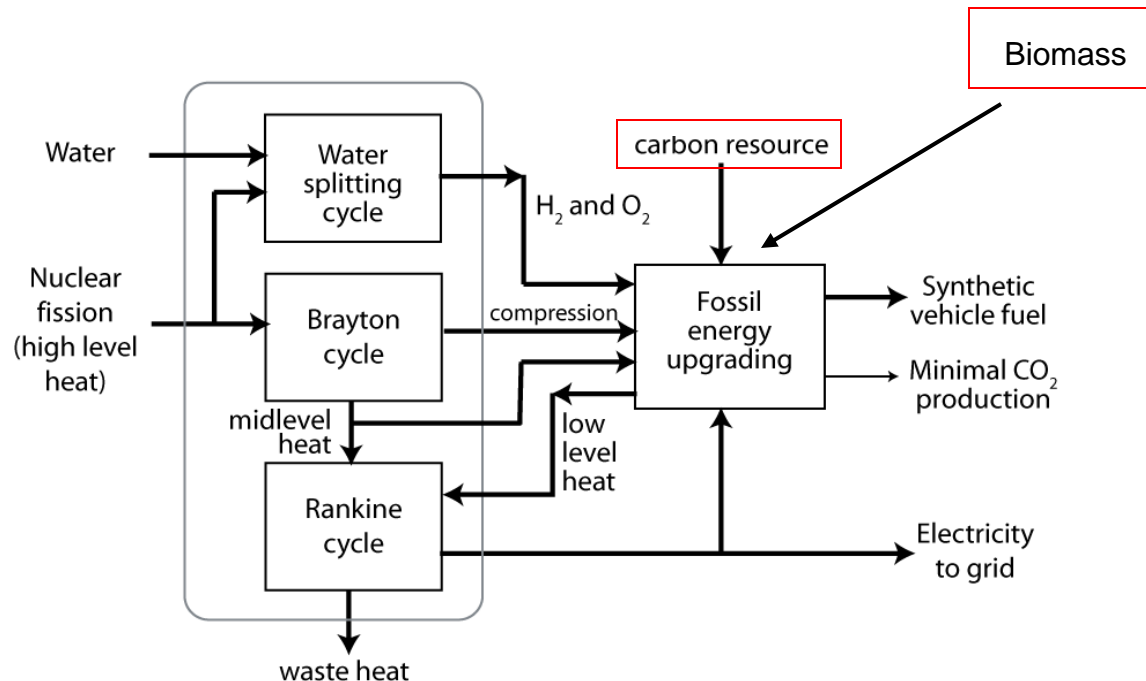 Biomass
carbon resource
Water
Water
splitting
cycle
H₂ and O₂
Nuclear
fission
(high level
heat)
Brayton
cycle
compression
Fossil
energy
upgrading
Synthetic
vehicle fuel
Minimal CO₂
production
midlevel
heat
low
level
heat
Rankine
cycle
Electricity
to grid
waste heat